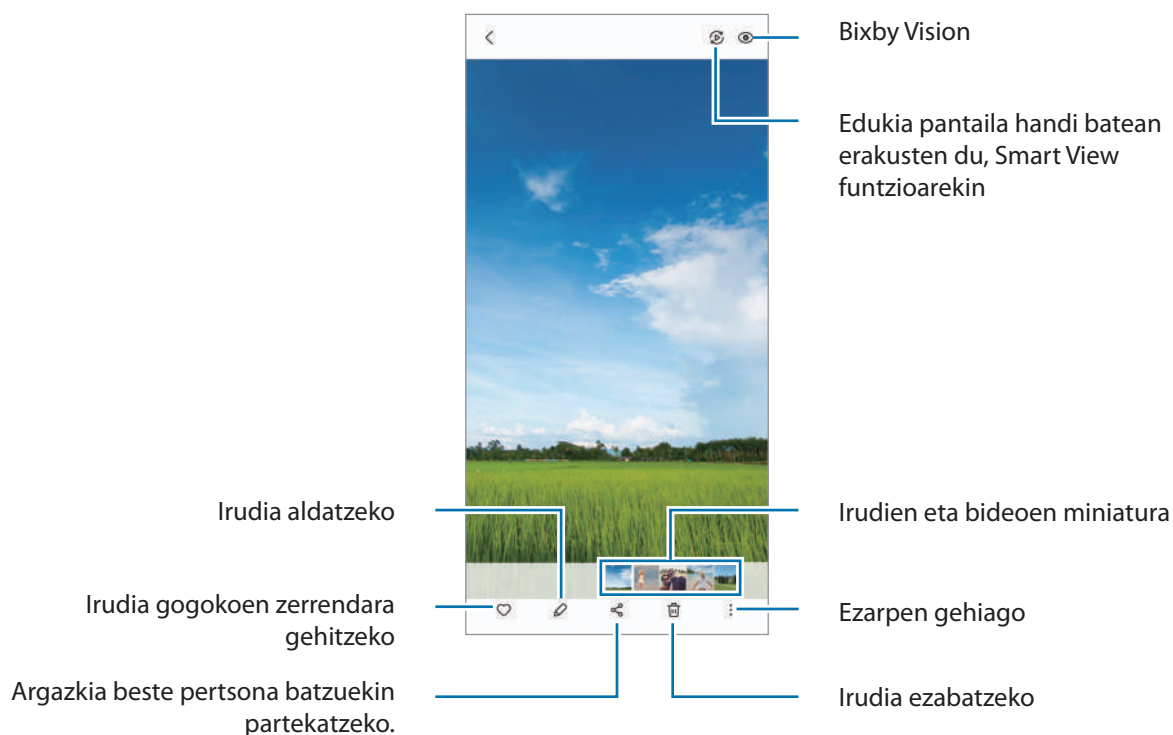 Bixby Vision
Edukia pantaila handi batean
erakusten du, Smart View
funtzioarekin
Irudia aldatzeko
Irudien eta bideoen miniatura
Irudia gogokoen zerrendara
gehitzeko
Ezarpen gehiago
Argazkia beste pertsona batzuekin
partekatzeko.
Irudia ezabatzeko